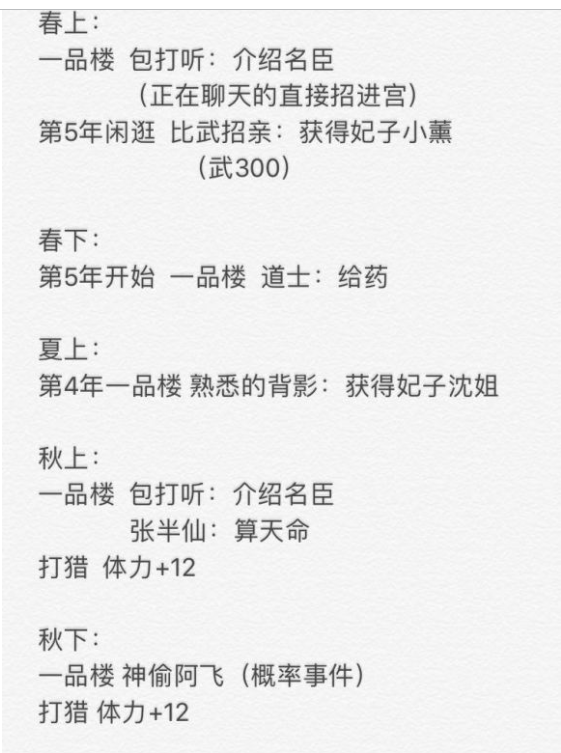 春上：
一品楼 包打听：介绍名臣
（正在聊天的直接招进宫）
第5年闲逛 比武招亲：获得妃子小薰
（武300）
春下：
第5年开始 一品楼 道士：给药
夏上：
第4年一品楼 熟悉的背影：获得妃子沈姐
秋上：
一品楼 包打听：介绍名臣
张半仙：算天命
打猎 体力+12
秋下：
一品楼 神偷阿飞（概率事件）
打猎 体力+12